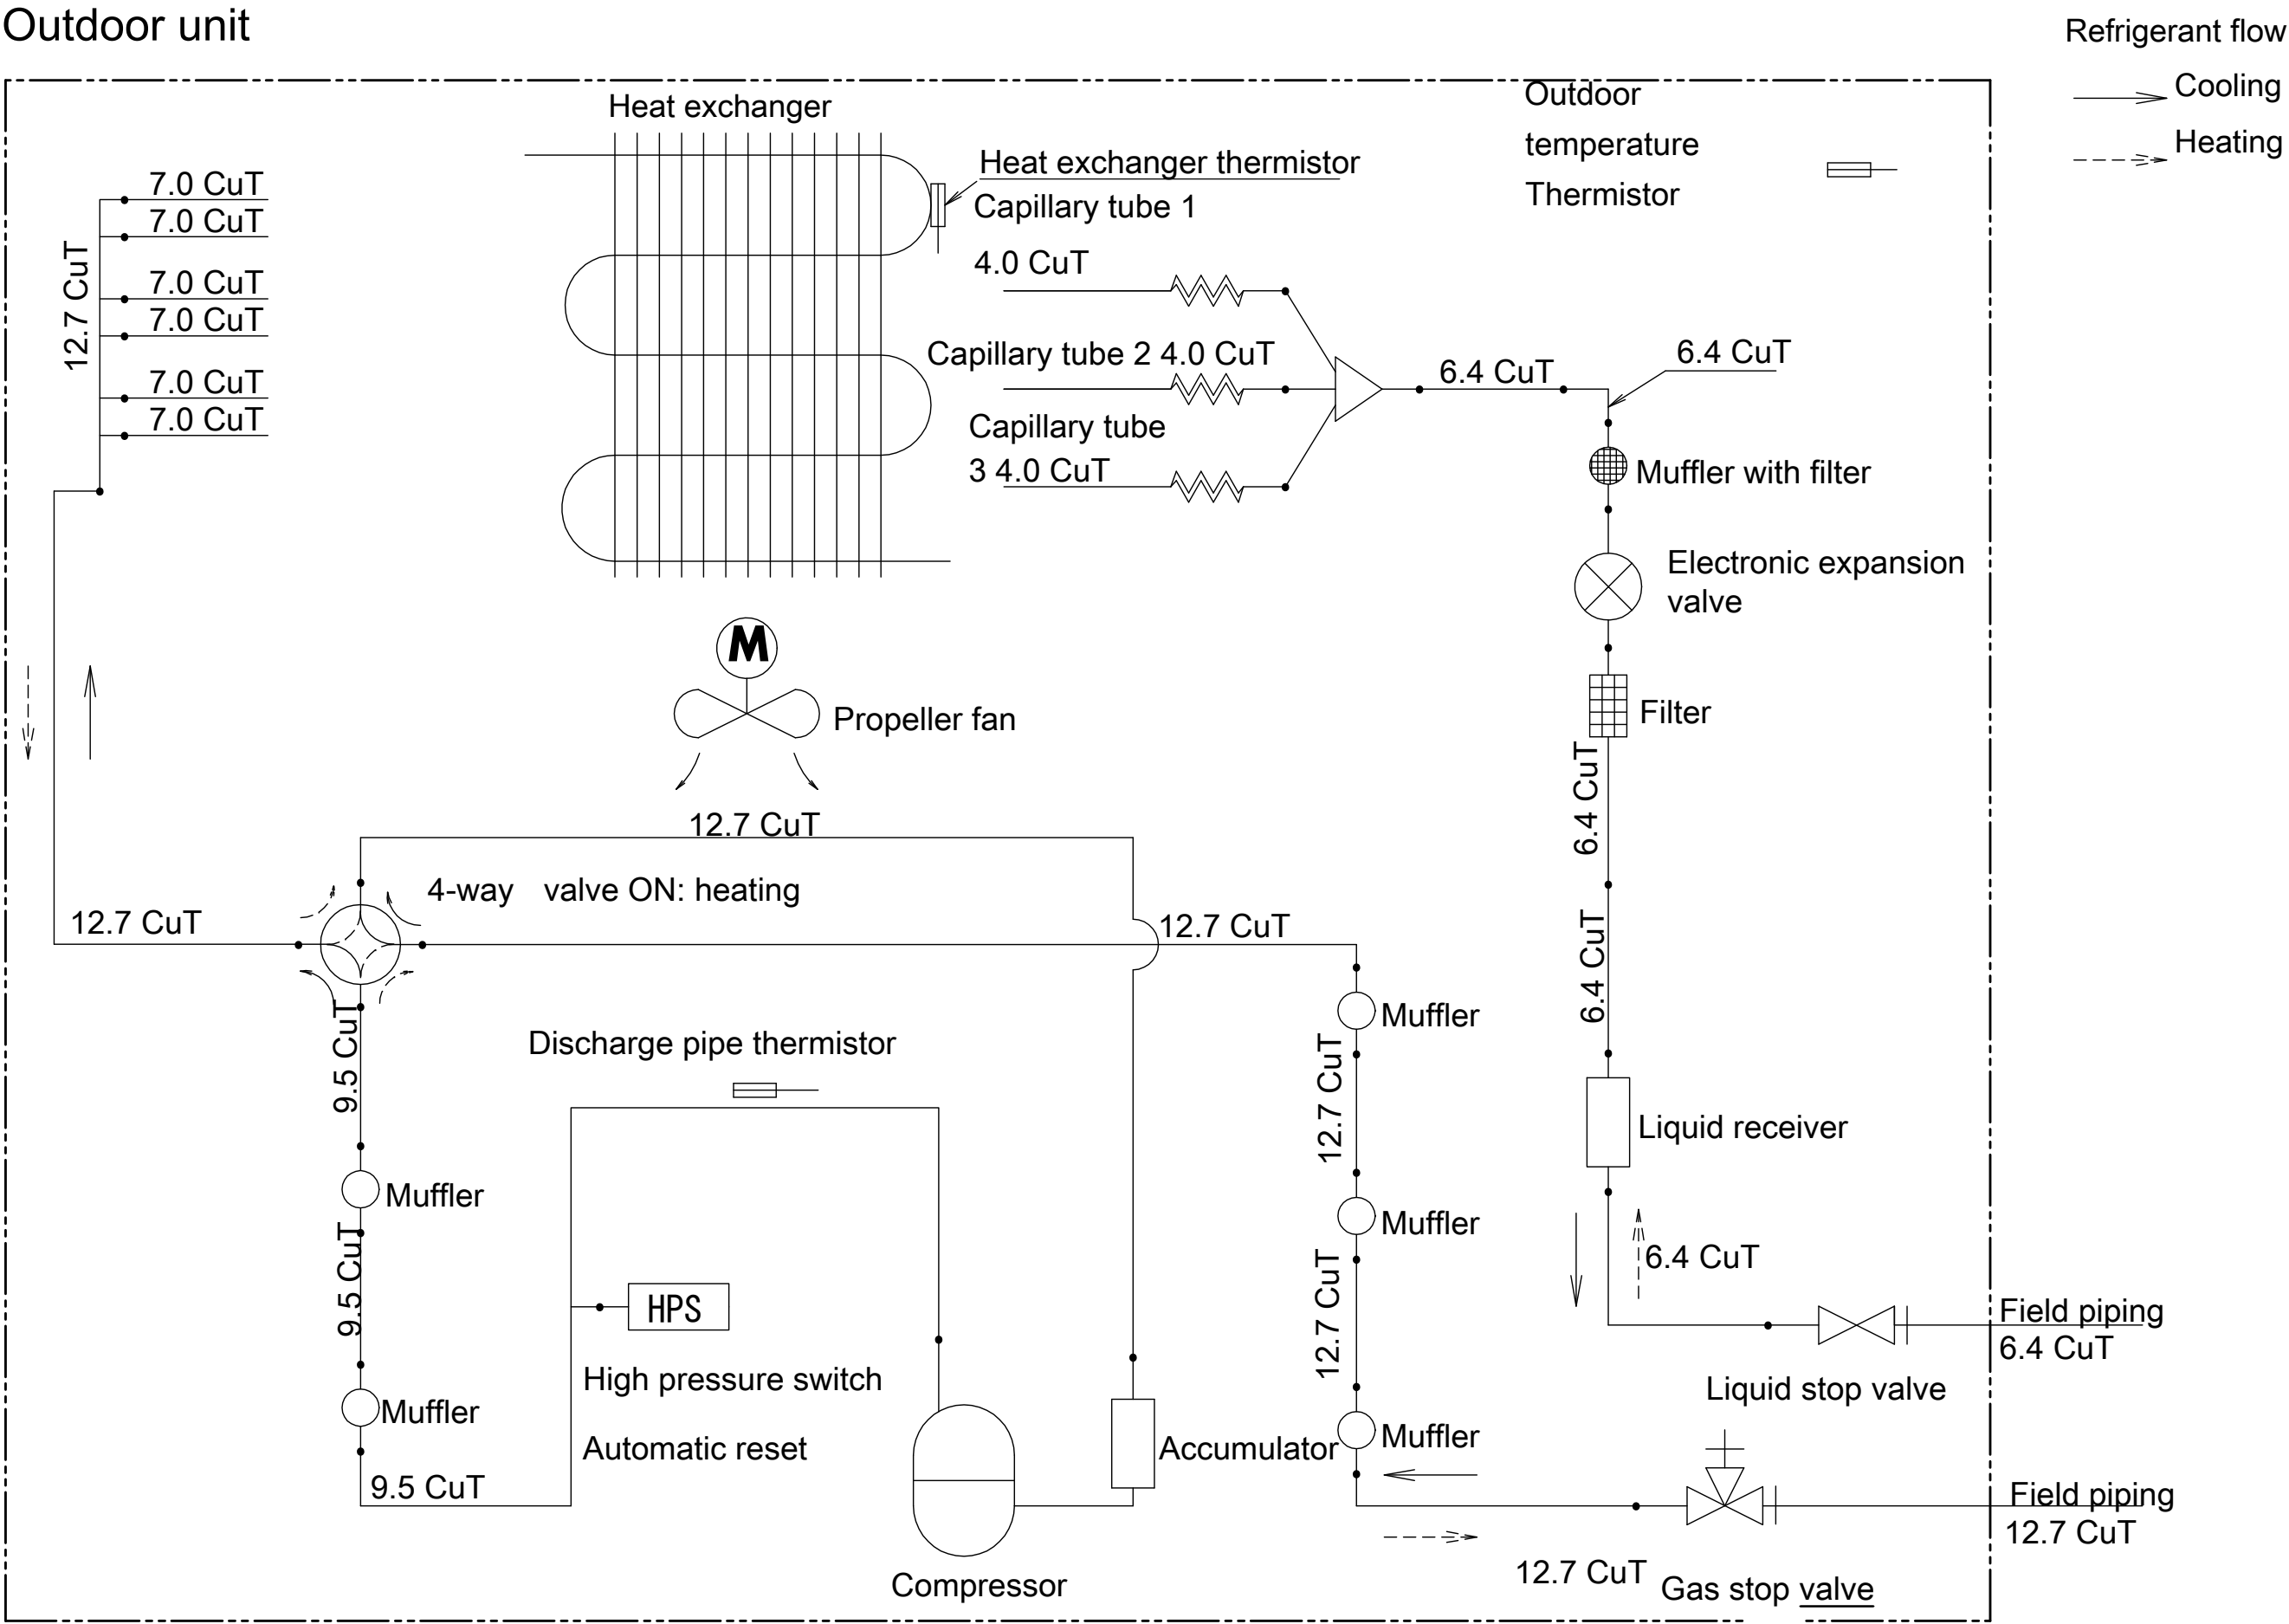 Outdoor unit
Refrigerant flow
Cooling
Heating
Heat exchanger
Outdoor
temperature
Thermistor
Heat exchanger thermistor
Capillary tube 1
4.0 CuT
7.0 CuT
7.0 CuT
7.0 CuT
7.0 CuT
7.0 CuT
7.0 CuT
12.7 CuT
Capillary tube 2 4.0 CuT
6.4 CuT
6.4 CuT
Capillary tube
3 4.0 CuT
Muffler with filter
Electronic expansion
valve
M
Propeller fan
Filter
6.4 CuT
12.7 CuT
4-way valve ON: heating
12.7 CuT
12.7 CuT
6.4 CuT
9.5 CuT
Discharge pipe thermistor
Muffler
12.7 CuT
Liquid receiver
Muffler
Muffler
9.5 CuT
12.7 CuT
6.4 CuT
HPS
High pressure switch
Automatic reset
Field piping
6.4 CuT
Liquid stop valve
Muffler
Accumulator
Muffler
9.5 CuT
Field piping
12.7 CuT
Compressor
12.7 CuT
Gas stop valve